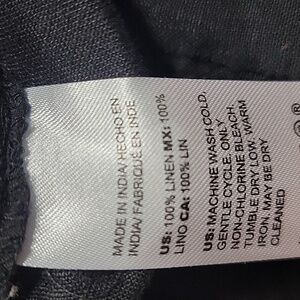 MADE IN INDIA/ HECHO EN
INDIA/ FABRIQUÉ EN INDE
US: 100% LINEN MX: 100%
LINO CA: 100% LIN
US: MACHINE WASH COLD,
GENTLE CYCLE. ONLY
NON-CHLORINE BLEACH.
TUMBLE DRY LOW. WARM
IRON. MAY BE DRY
CLEANED
®